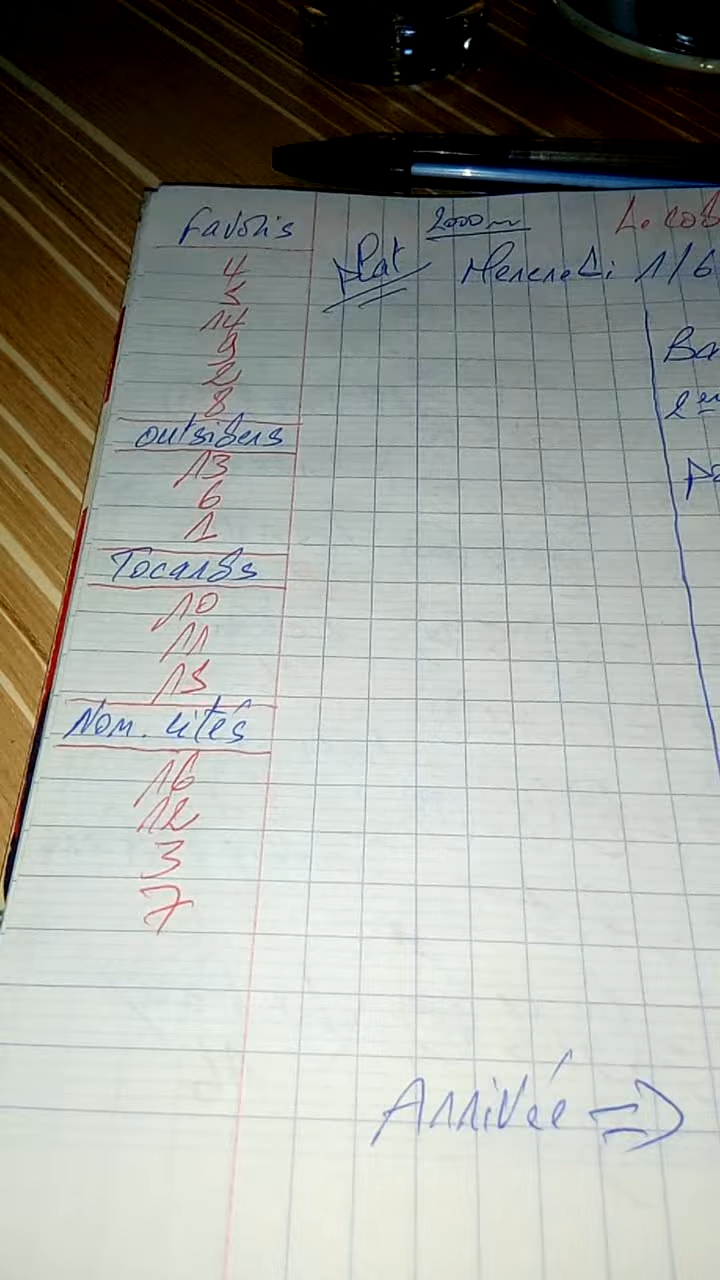 favoris
4
5
14
9
2
8
outsiders
13
6
1
Tocards
10
11
15
Non. cités
16
12
3
7
2000m
Plat Mercredi 1/6
Arrivée =>